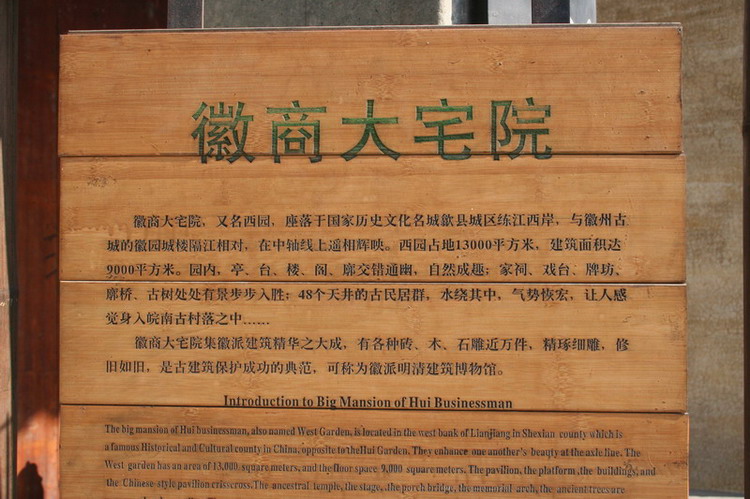 徽商大宅院
徽商大宅院，又名西园，座落于国家历史文化名城歙县城区练江西岸，与徽州古
城的徽园城楼隔江相对，在中轴线上遥相辉映。西园占地13000平方米，建筑面积达
9000平方米。园内，亭、台、楼、阁、廓交错通幽，自然成趣；家祠、戏台、牌坊、
廓桥、古树处处有景步步入胜；48个天井的古民居群，水绕其中，气势恢宏，让人感
觉身入皖南古村落之中……
徽商大宅院集徽派建筑精华之大成，有各种砖、木、石雕近万件，精琢细雕，修
旧如旧，是古建筑保护成功的典范，可称为徽派明清建筑博物馆。
Introduction to Big Mansion of Hui Businessman
The big mansion of Hui businessman, also named West Garden, is located in the west bank of Lianjiang in Shexian county which is
a famous Historical and Cultural county in China, opposite to Hui Garden. They enhance one another's beauty at the axle line. The
West garden has an area of 13,000 square meters, and the floor space 9,000 square meters. The pavilion, the platform, the buildings, and
the Chinese style pavilion crisscross. The ancestral temple, the stage, the porch bridge, the memorial arch, the ancient trees are